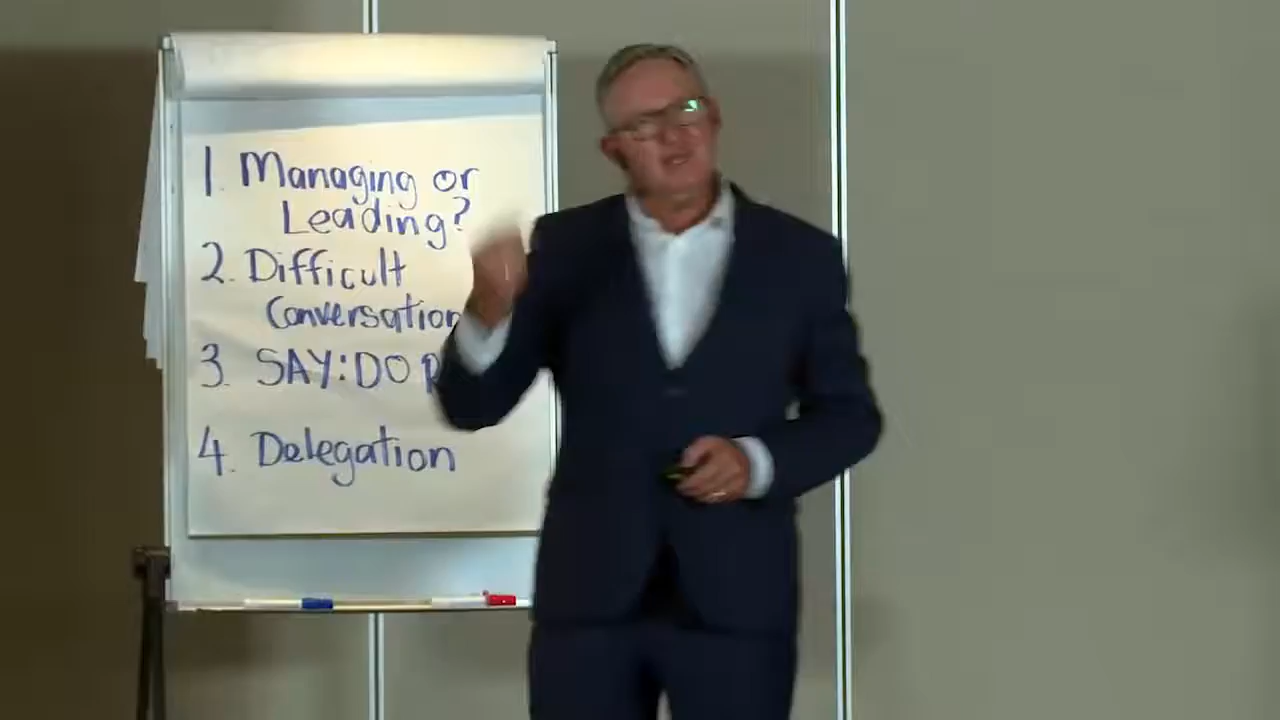 1. Managing or
Leading?
2. Difficult
Conversation
3. SAY:DO
4. Delegation